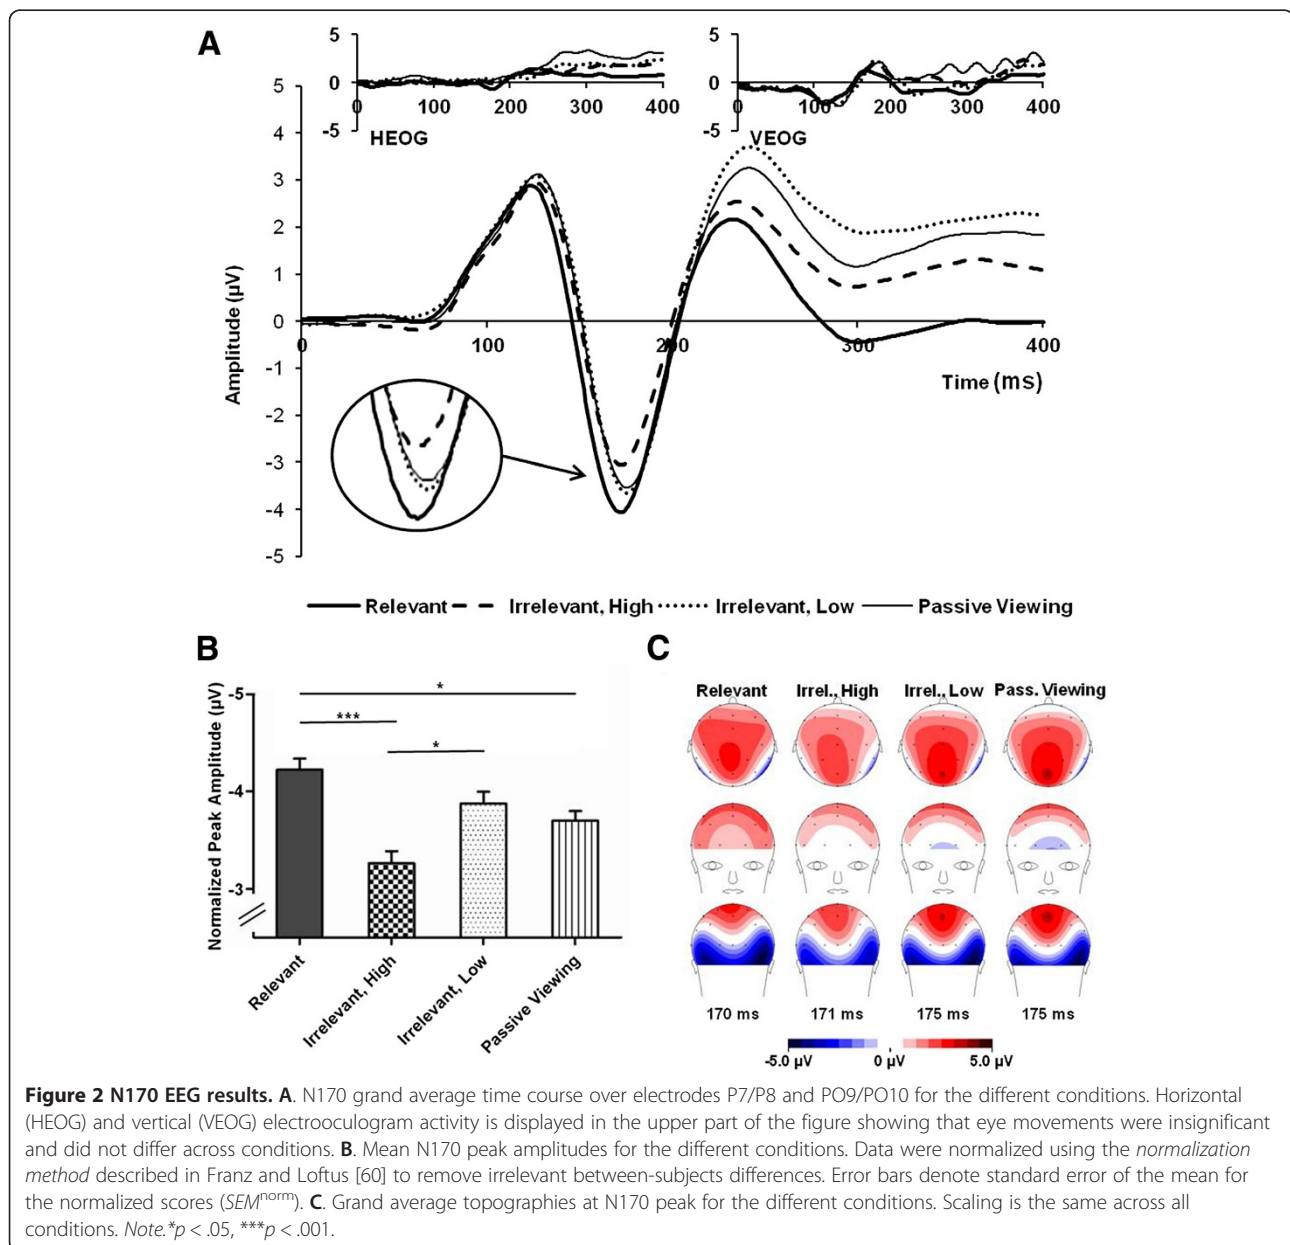 A
5
0
-5
0
100
200
300
400
HEOG
5
0
-5
0
100
200
300
400
VEOG
5
4
3
2
1
0
-1
-2
-3
-4
-5
Amplitude (µV)
0
100
200
300
400
Time (ms)
Relevant Irrelevant, High Irrelevant, Low Passive Viewing
B
Normalized Peak Amplitude (µV)
-5
-4
-3
*
***
*
Relevant
Irrelevant, High
Irrelevant, Low
Passive Viewing
C
Relevant Irrel., High Irrel., Low Pass. Viewing
170 ms 171 ms 175 ms 175 ms
-5.0 µV 0 µV 5.0 µV
Figure 2 N170 EEG results. A. N170 grand average time course over electrodes P7/P8 and PO9/PO10 for the different conditions. Horizontal
(HEOG) and vertical (VEOG) electrooculogram activity is displayed in the upper part of the figure showing that eye movements were insignificant
and did not differ across conditions. B. Mean N170 peak amplitudes for the different conditions. Data were normalized using the normalization
method described in Franz and Loftus [60] to remove irrelevant between-subjects differences. Error bars denote standard error of the mean for
the normalized scores (SEMnorm). C. Grand average topographies at N170 peak for the different conditions. Scaling is the same across all
conditions. Note.*p < .05, ***p < .001.